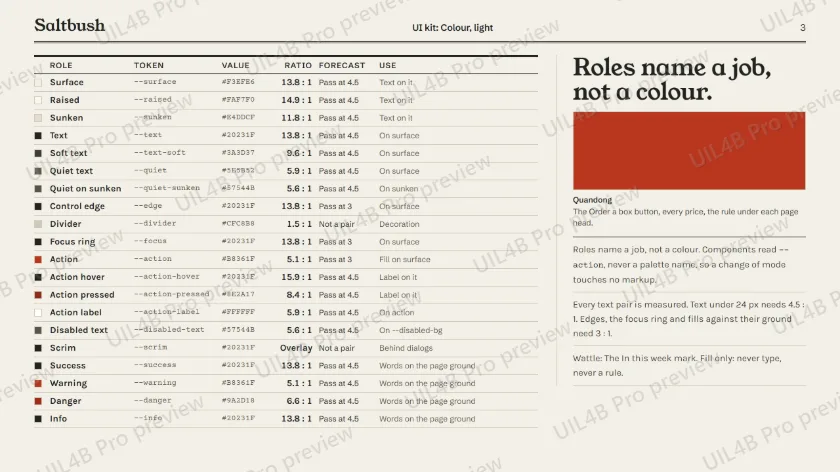 Saltbush
UI kit: Colour, light
3
ROLE TOKEN VALUE RATIO FORECAST USE
Surface --surface #F3EFE6 13.8 : 1 Pass at 4.5 Text on it
Raised --raised #FAF7F0 14.9 : 1 Pass at 4.5 Text on it
Sunken --sunken #E4DDCF 11.8 : 1 Pass at 4.5 Text on it
Text --text #20231F 13.8 : 1 Pass at 4.5 On surface
Soft text --text-soft #3A3D37 9.6 : 1 Pass at 4.5 On surface
Quiet text --quiet 5.9 : 1 Pass at 4.5 On surface
Quiet on sunken --quiet-sunken #57544B 5.6 : 1 Pass at 4.5 On sunken
Control edge --edge #20231F 13.8 : 1 Pass at 3 On surface
Divider --divider #CFC8B8 1.5 : 1 Not a pair Decoration
Focus ring --focus #20231F 13.8 : 1 Pass at 3 On surface
Action --action #B8361F 5.1 : 1 Pass at 3 Fill on surface
Action hover --action-hover #20231F 15.9 : 1 Pass at 4.5 Label on it
Action pressed --action-pressed #8E2A17 8.4 : 1 Pass at 4.5 Label on it
Action label --action-label #FFFFFF 5.9 : 1 Pass at 4.5 On action
Disabled text --disabled-text #57544B 5.6 : 1 Pass at 4.5 On --disabled-bg
Scrim --scrim #20231F Overlay Not a pair Behind dialogs
Success --success #20231F 13.8 : 1 Pass at 4.5 Words on the page ground
Warning --warning #B8361F 5.1 : 1 Pass at 4.5 Words on the page ground
Danger --danger #9A2D18 6.6 : 1 Pass at 4.5 Words on the page ground
Info --info #20231F 13.8 : 1 Pass at 4.5 Words on the page ground
Roles name a job,
not a colour.
Quandong
The Order a box button, every price, the rule under each page
head.
Roles name a job, not a colour. Components read --
action, never a palette name, so a change of mode
touches no markup.
Every text pair is measured. Text under 24 px needs 4.5 :
1. Edges, the focus ring and fills against their ground
need 3 : 1.
Wattle: The In this week mark. Fill only: never type,
never a rule.
UIL4B Pro preview